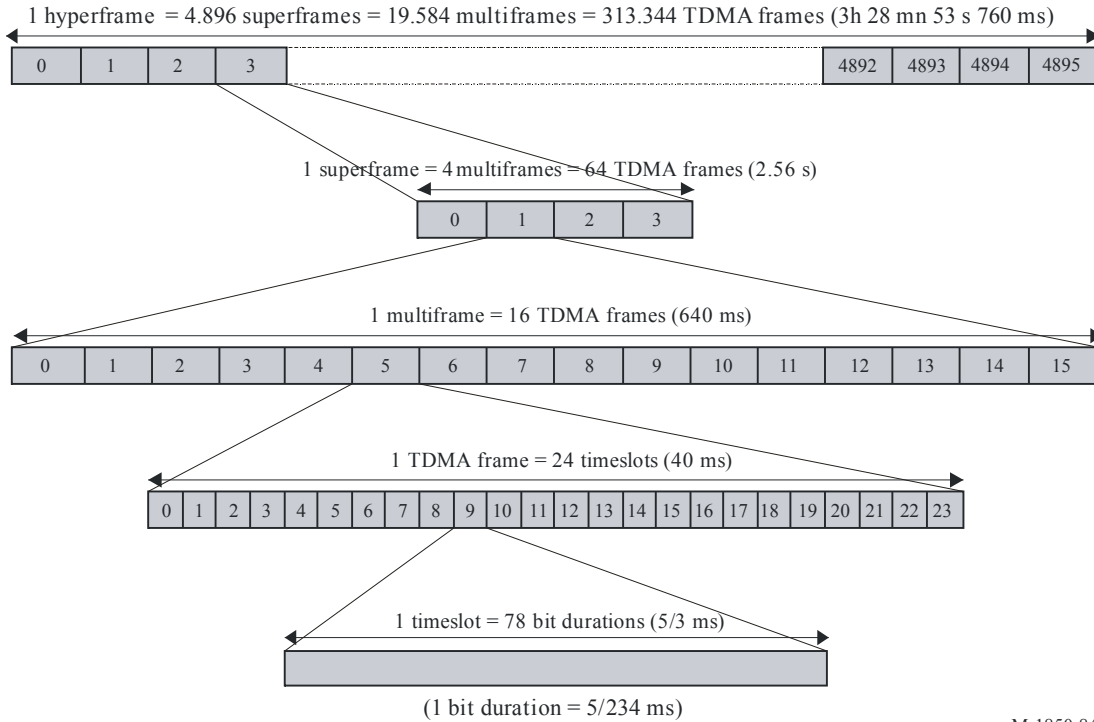 1 hyperframe = 4.896 superframes = 19.584 multiframes = 313.344 TDMA frames (3h 28 mn 53 s 760 ms)
0 1 2 3 4892 4893 4894 4895
1 superframe = 4 multiframes = 64 TDMA frames (2.56 s)
0 1 2 3
1 multiframe = 16 TDMA frames (640 ms)
0 1 2 3 4 5 6 7 8 9 10 11 12 13 14 15
1 TDMA frame = 24 timeslots (40 ms)
0 1 2 3 4 5 6 7 8 9 10 11 12 13 14 15 16 17 18 19 20 21 22 23
1 timeslot = 78 bit durations (5/3 ms)
(1 bit duration = 5/234 ms)